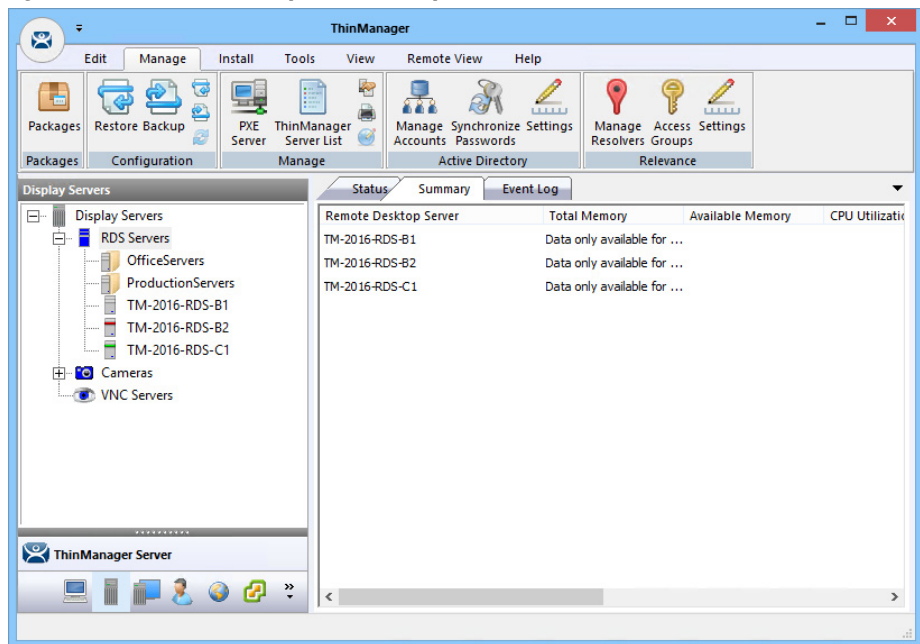 ThinManager
Edit Manage Install Tools View Remote View Help
Packages
Restore Backup
PXE Server
ThinManager Server List
Manage Accounts
Synchronize Passwords
Settings
Manage Resolvers
Access Groups
Settings
Packages Configuration Manage Active Directory Relevance
Display Servers
Display Servers
RDS Servers
OfficeServers
ProductionServers
TM-2016-RDS-B1
TM-2016-RDS-B2
TM-2016-RDS-C1
Cameras
VNC Servers
ThinManager Server
Status Summary Event Log
Remote Desktop Server Total Memory Available Memory CPU Utilizatic
TM-2016-RDS-B1 Data only available for ...
TM-2016-RDS-B2 Data only available for ...
TM-2016-RDS-C1 Data only available for ...